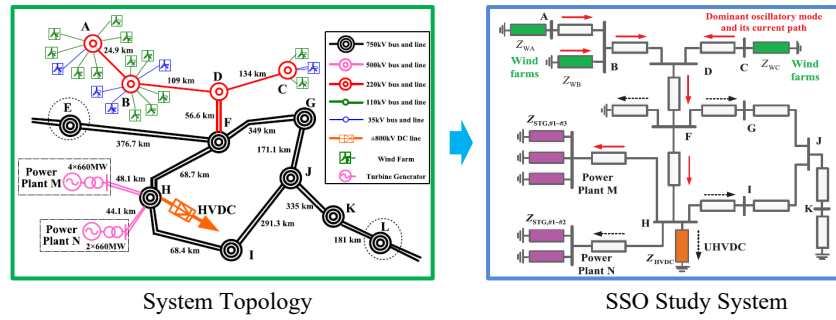 A
24.9 km
B
109 km
D
134 km
C
56.6 km
E
376.7 km
F
349 km
G
171.1 km
68.7 km
4×660MW
Power
Plant M
48.1 km
H
HVDC
J
44.1 km
Power
Plant N
2×660MW
68.4 km
I
291.3 km
335 km
K
181 km
L
750kV bus and line
500kV bus and line
220kV bus and line
110kV bus and line
35kV bus and line
±800kV DC line
Wind Farm
Turbine Generator
System Topology
Dominant oscillatory mode
and its current path
A
Z_WA
Wind
farms
Z_WB
B
D
C
Z_WC
Wind
farms
F
G
Z_STG,#1~#3
Power
Plant M
J
I
K
Z_STG,#1~#2
H
Power
Plant N
Z_HVDC
UHVDC
SSO Study System